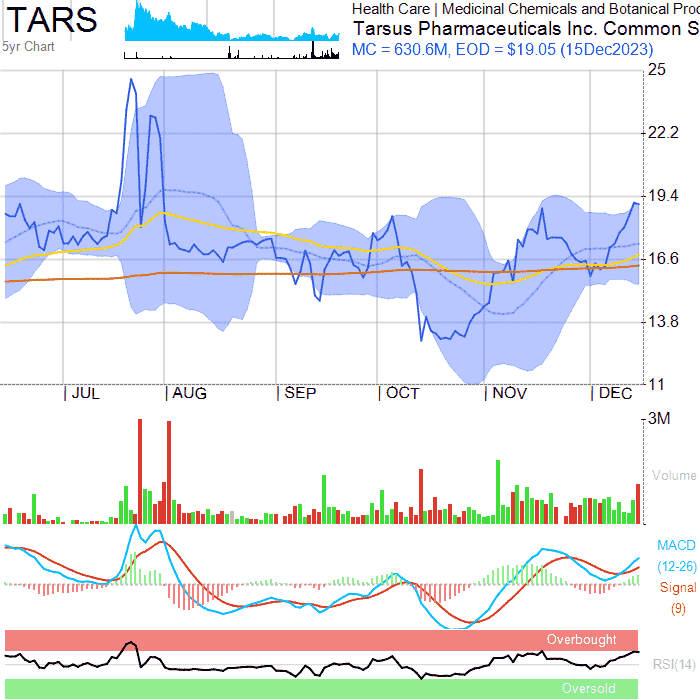 TARS
5yr Chart
Health Care | Medicinal Chemicals and Botanical Proc
Tarsus Pharmaceuticals Inc. Common S
MC = 630.6M, EOD = $19.05 (15Dec2023)
25
22.2
19.4
16.6
13.8
11
JUL
AUG
SEP
OCT
NOV
DEC
3M
Volume
MACD
(12-26)
Signal
(9)
Overbought
RSI(14)
Oversold